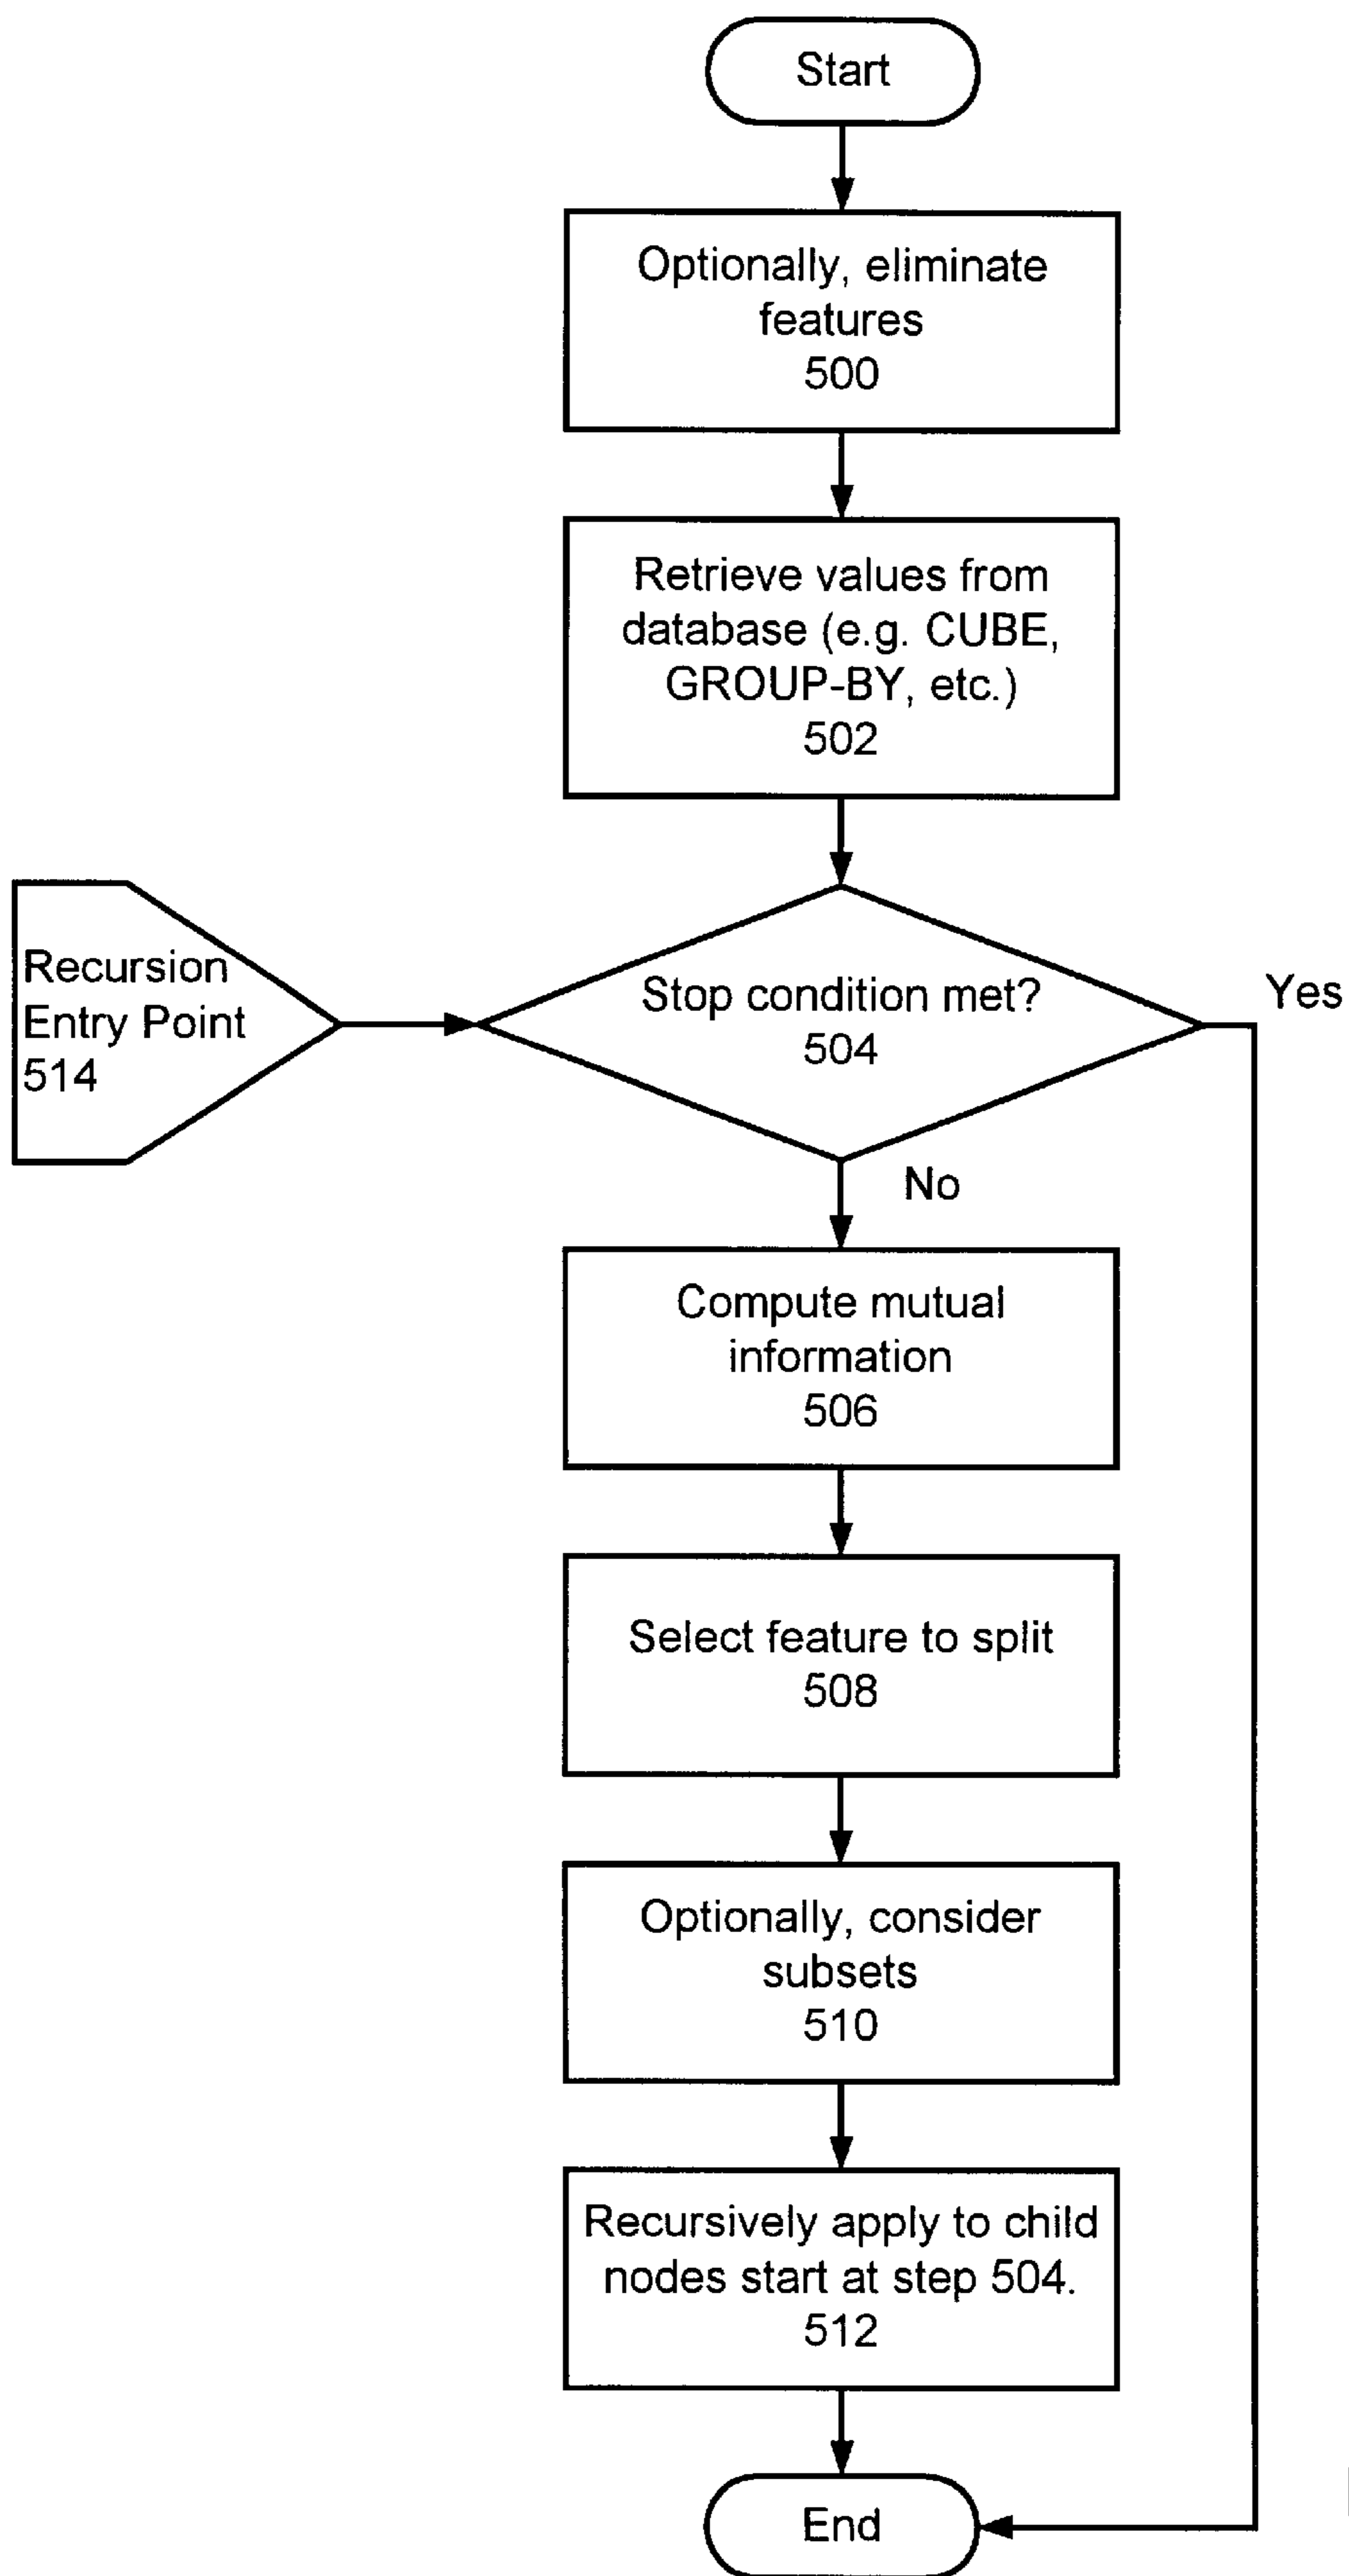 Start
Optionally, eliminate
features
500
Retrieve values from
database (e.g. CUBE,
GROUP-BY, etc.)
502
Recursion
Entry Point
514
Stop condition met?
504
Yes
No
Compute mutual
information
506
Select feature to split
508
Optionally, consider
subsets
510
Recursively apply to child
nodes start at step 504.
512
End